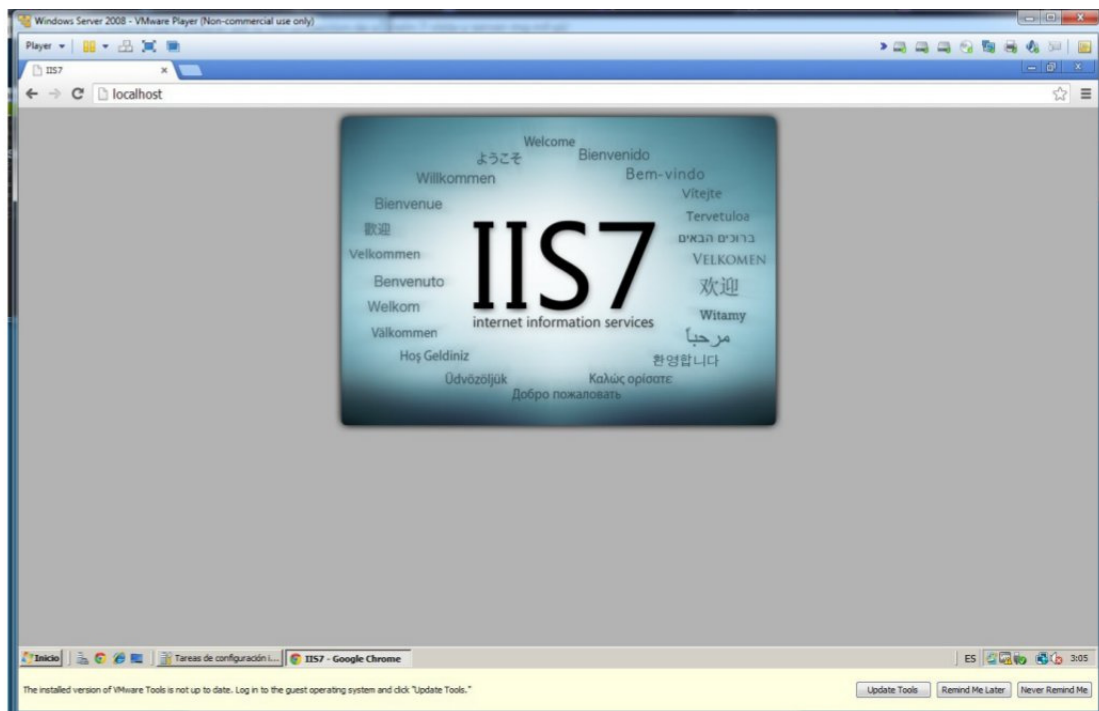 Windows Server 2008 - VMware Player (Non-commercial use only)
Player
IIS7
localhost
Welcome
ようこそ
Bienvenido
Willkommen
Bem-vindo
Bienvenue
Vítejte
歡迎
Tervetuloa
ברוכים הבאים
Velkommen
VELKOMEN
Benvenuto
欢迎
Welkom
Witamy
Välkommen
مرحباً
Hoş Geldiniz
환영합니다
Üdvözöljük
Καλώς ορίσατε
Добро пожаловать
IIS7
internet information services
Inicio
Tareas de configuración i...
IIS7 - Google Chrome
ES
3:05
The installed version of VMware Tools is not up to date. Log in to the guest operating system and click "Update Tools."
Update Tools
Remind Me Later
Never Remind Me